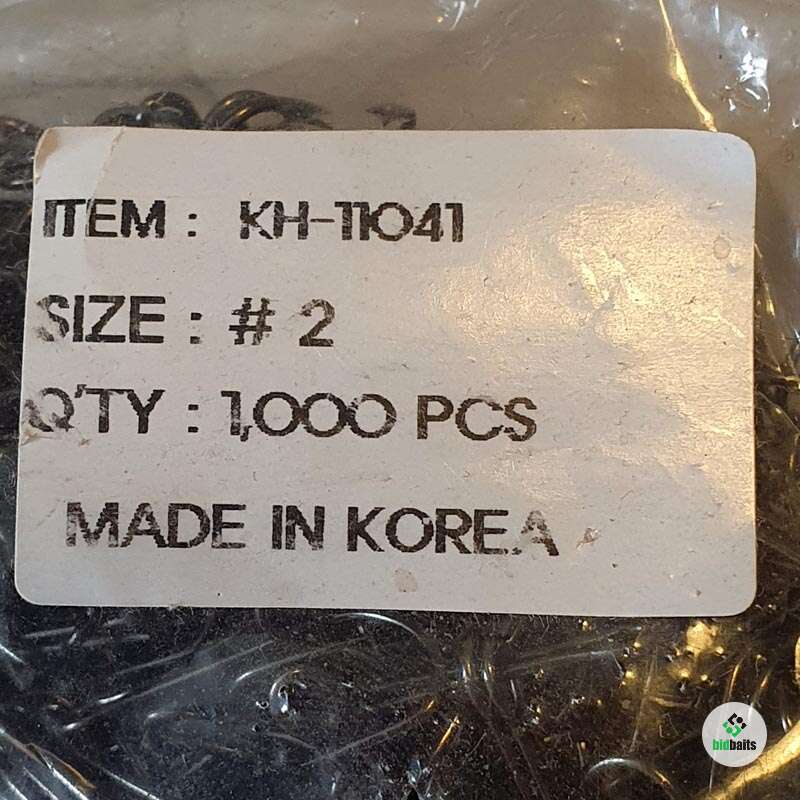 ITEM : KH-11041
SIZE : # 2
Q'TY : 1,000 PCS
MADE IN KOREA
bidbaits